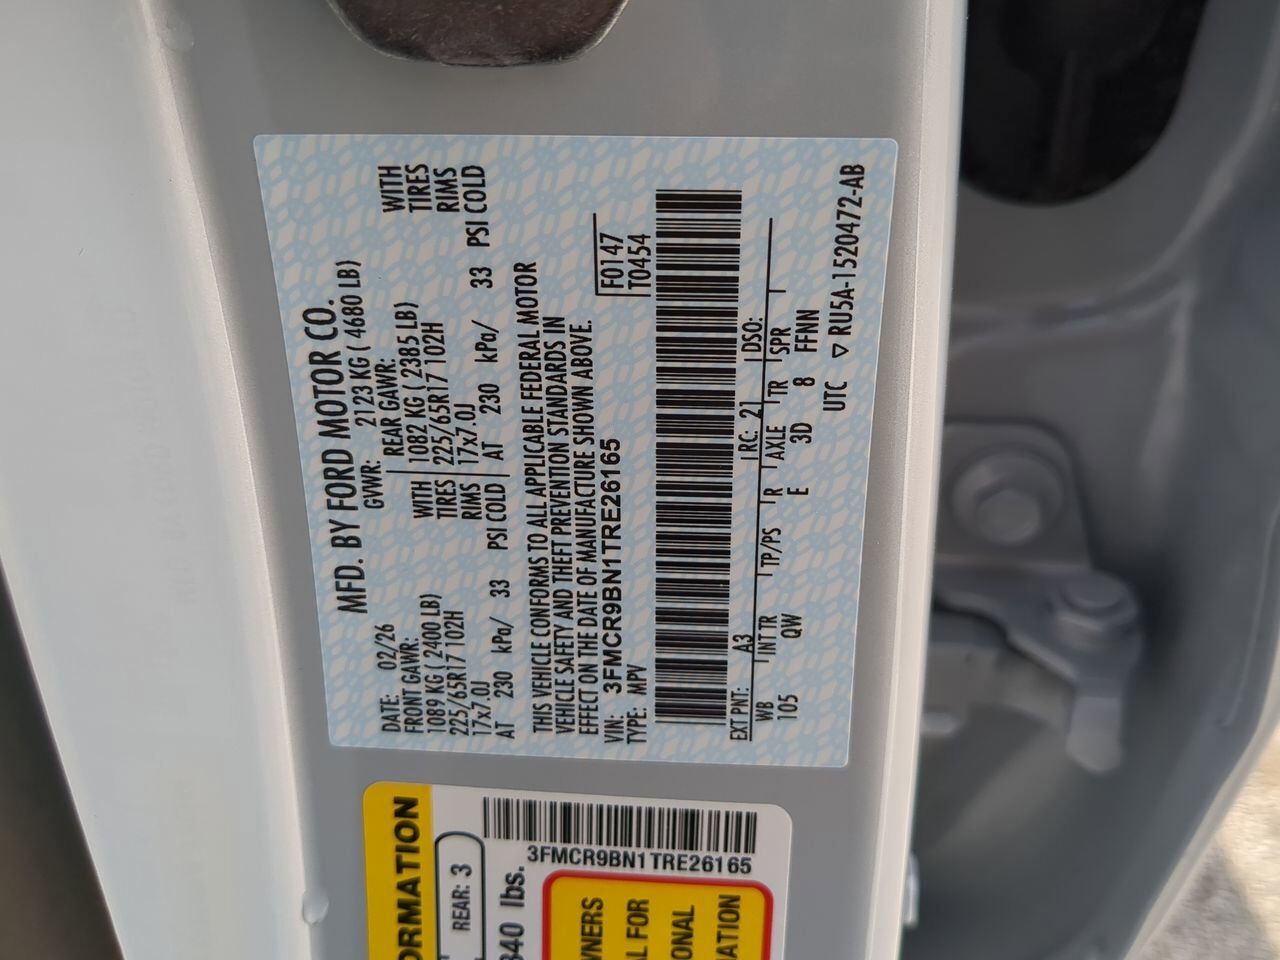 MFD. BY FORD MOTOR CO.
DATE: 02/26 GVWR: 2123 KG ( 4680 LB)
FRONT GAWR: REAR GAWR:
1089 KG ( 2400 LB) WITH 1082 KG ( 2385 LB) WITH
225/65R17 102H TIRES 225/65R17 102H TIRES
17x7.0J RIMS 17x7.0J RIMS
AT 230 kPa/ 33 PSI COLD AT 230 kPa/ 33 PSI COLD
THIS VEHICLE CONFORMS TO ALL APPLICABLE FEDERAL MOTOR
VEHICLE SAFETY AND THEFT PREVENTION STANDARDS IN
EFFECT ON THE DATE OF MANUFACTURE SHOWN ABOVE.
VIN: 3FMCR9BN1TRE26165 F0147
TYPE: MPV T0454
EXT PNT: A3 RC: 21 DSO:
WB INT TR TP/PS R AXLE TR SPR
105 QW E 3D 8 FFNN
UTC ▽ RU5A-1520472-AB
ORMATION
REAR: 3
840 lbs.
3FMCR9BN1TRE26165
WNERS
AL FOR
ONAL
ATION